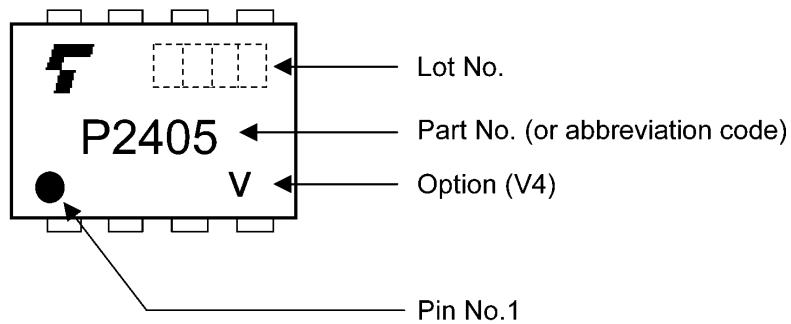 Lot No.
P2405
Part No. (or abbreviation code)
V
Option (V4)
Pin No.1